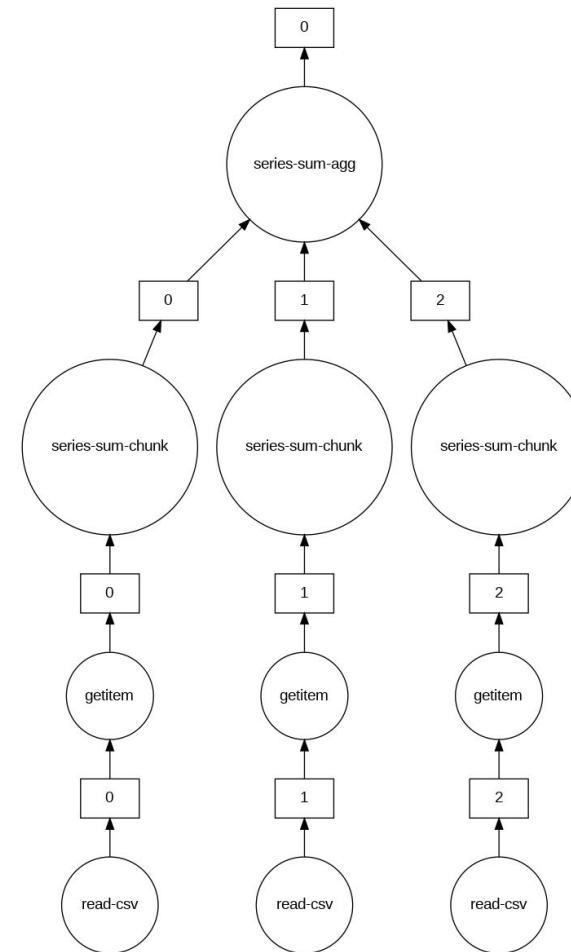 0
series-sum-agg
0 1 2
series-sum-chunk series-sum-chunk series-sum-chunk
0 1 2
getitem getitem getitem
0 1 2
read-csv read-csv read-csv